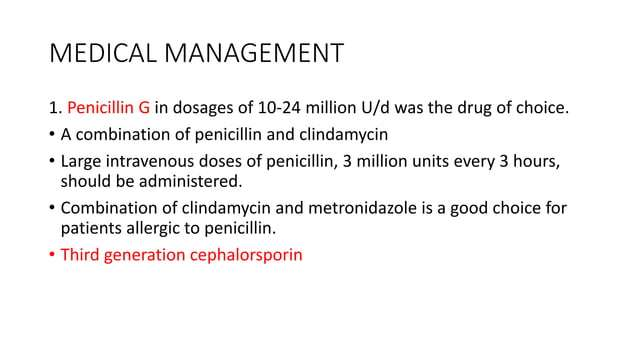 MEDICAL MANAGEMENT
1. Penicillin G in dosages of 10-24 million U/d was the drug of choice.
• A combination of penicillin and clindamycin
• Large intravenous doses of penicillin, 3 million units every 3 hours,
should be administered.
• Combination of clindamycin and metronidazole is a good choice for
patients allergic to penicillin.
• Third generation cephalorsporin